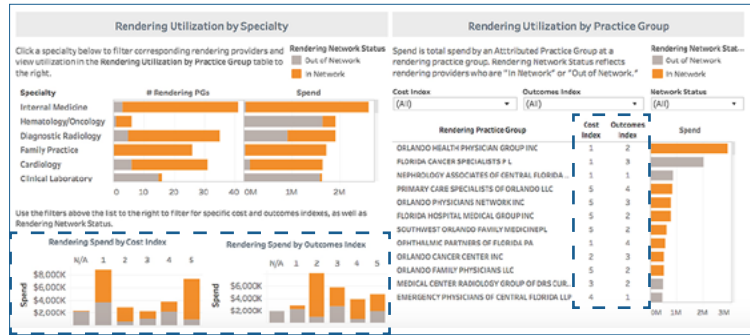 Rendering Utilization by Specialty
Click a specialty below to filter corresponding rendering providers and
view utilization in the Rendering Utilization by Practice Group table to
the right.
Rendering Network Status
Out of Network
In Network
Specialty
# Rendering PGs
Spend
Internal Medicine
Hematology/Oncology
Diagnostic Radiology
Family Practice
Cardiology
Clinical Laboratory
0 10 20 30 40 0M 1M 2M
Use the filters above the list to the right to filter for specific cost and outcomes indexes, as well as
Rendering Network Status.
Rendering Spend by Cost Index
N/A 1 2 3 4 5
Spend
$8,000K
$6,000K
$4,000K
$2,000K
Rendering Spend by Outcomes Index
N/A 1 2 3 4 5
Spend
$6,000K
$4,000K
$2,000K
Rendering Utilization by Practice Group
Spend is total spend by an Atttributed Practice Group at a
rendering practice group. Rendering Network Status reflects
rendering providers who are "In Network" or "Out of Network."
Rendering Network Stat...
Out of Network
In Network
Cost Index
(All)
Outcomes Index
(All)
Network Status
(All)
Rendering Practice Group
Cost Index
Outcomes Index
Spend
ORLANDO HEALTH PHYSICIAN GROUP INC 1 2
FLORIDA CANCER SPECIALISTS P L 1 3
NEPHROLOGY ASSOCIATES OF CENTRAL FLORIDA .. 1 1
PRIMARY CARE SPECIALISTS OF ORLANDO LLC 5 4
ORLANDO PHYSICIANS NETWORK INC 5 3
FLORIDA HOSPITAL MEDICAL GROUP INC 5 2
SOUTHWEST ORLANDO FAMILY MEDICINEPL 5 2
OPHTHALMIC PARTNERS OF FLORIDA PA 1 4
ORLANDO CANCER CENTER INC 2 3
ORLANDO FAMILY PHYSICIANS LLC 5 2
MEDICAL CENTER RADIOLOGY GROUP OF DRS CUR.. 3 2
EMERGENCY PHYSICIANS OF CENTRAL FLORIDA LLP 4 1
0M 1M 2M 3M